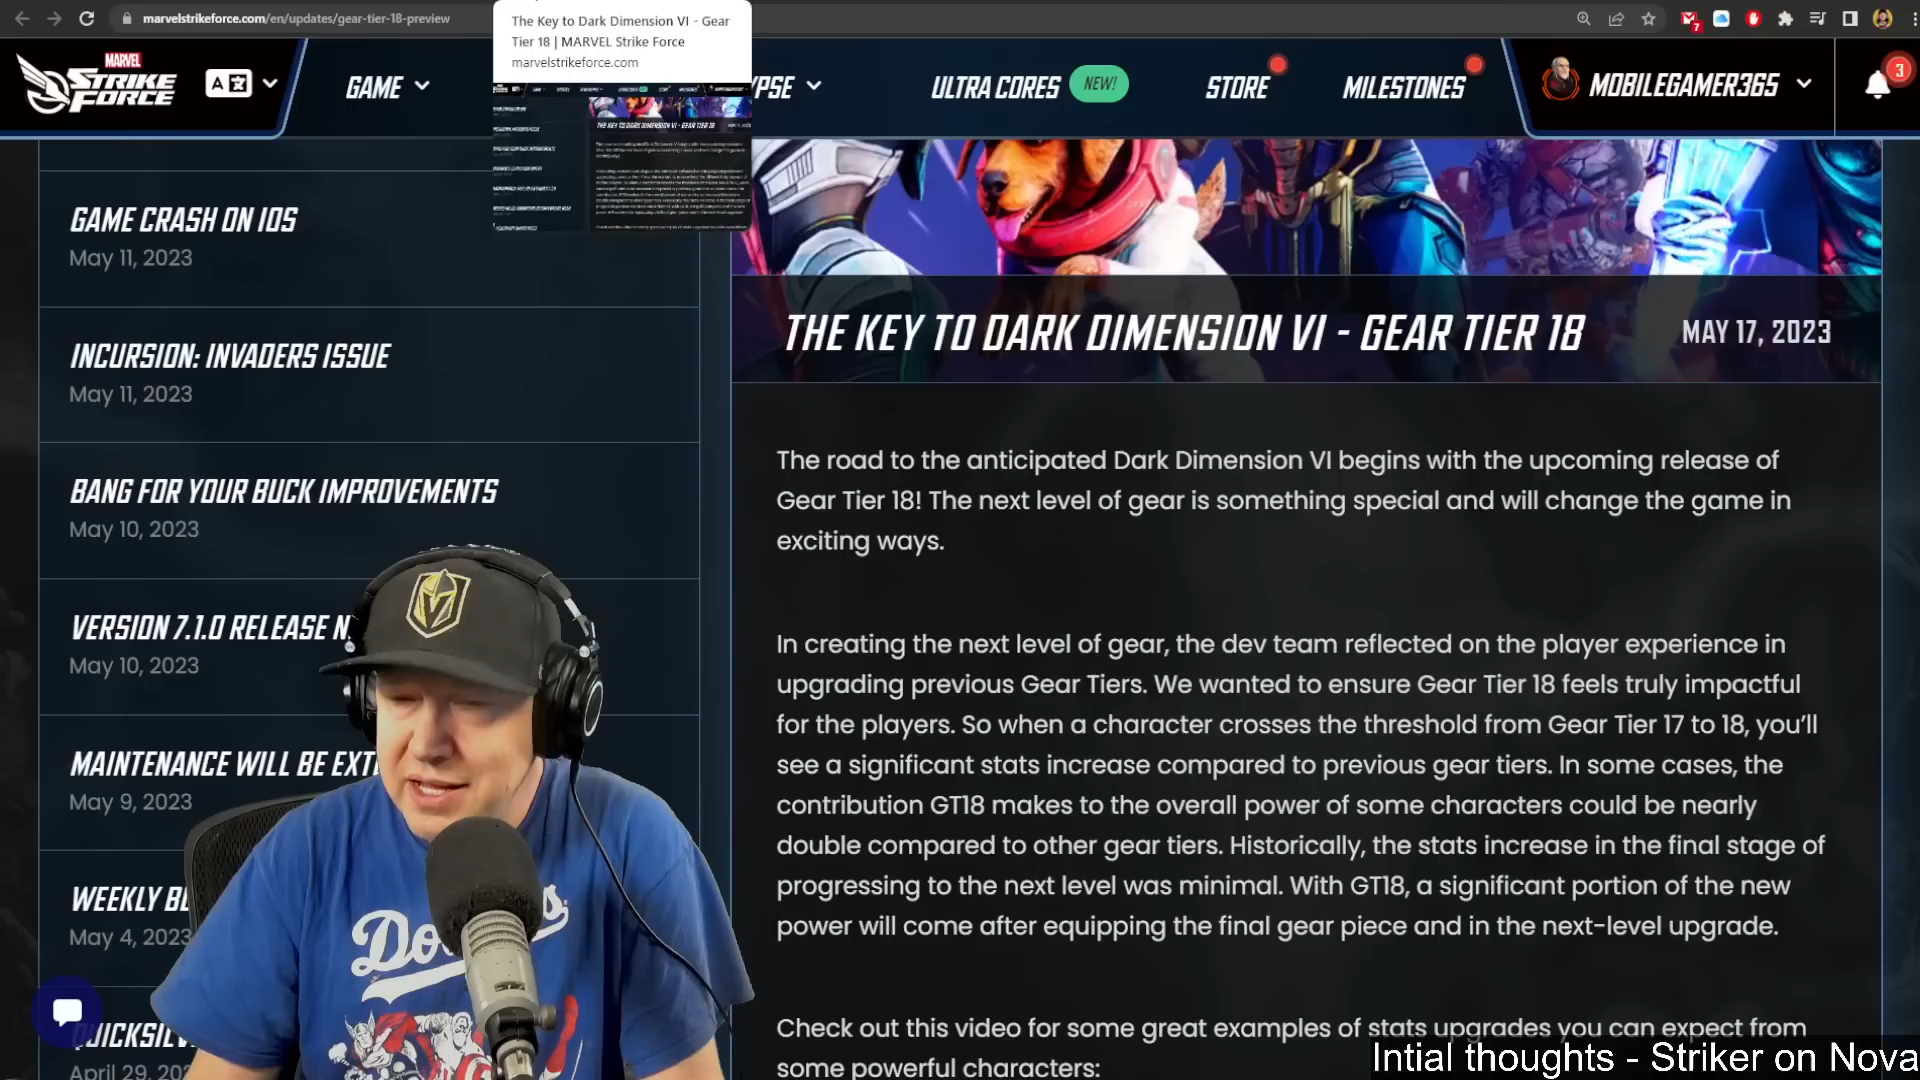 marvelstrikeforce.com/en/updates/gear-tier-18-preview
The Key to Dark Dimension VI - Gear
Tier 18 | MARVEL Strike Force
marvelstrikeforce.com
7
MARVEL
STRIKE FORCE
GAME
YPSE
ULTRA CORES NEW!
STORE
MILESTONES
MOBILEGAMER365
3
THE KEY TO DARK DIMENSION VI - GEAR TIER 18
GAME CRASH ON IOS
May 11, 2023
INCURSION: INVADERS ISSUE
May 11, 2023
BANG FOR YOUR BUCK IMPROVEMENTS
May 10, 2023
VERSION 7.1.0 RELEASE N
May 10, 2023
MAINTENANCE WILL BE EXT
May 9, 2023
WEEKLY BL
May 4, 2023
QUICKSILV
April 29, 202
THE KEY TO DARK DIMENSION VI - GEAR TIER 18 MAY 17, 2023
The road to the anticipated Dark Dimension VI begins with the upcoming release of
Gear Tier 18! The next level of gear is something special and will change the game in
exciting ways.
In creating the next level of gear, the dev team reflected on the player experience in
upgrading previous Gear Tiers. We wanted to ensure Gear Tier 18 feels truly impactful
for the players. So when a character crosses the threshold from Gear Tier 17 to 18, you'll
see a significant stats increase compared to previous gear tiers. In some cases, the
contribution GT18 makes to the overall power of some characters could be nearly
double compared to other gear tiers. Historically, the stats increase in the final stage of
progressing to the next level was minimal. With GT18, a significant portion of the new
power will come after equipping the final gear piece and in the next-level upgrade.
Check out this video for some great examples of stats upgrades you can expect from
some powerful characters:
Intial thoughts - Striker on Nova